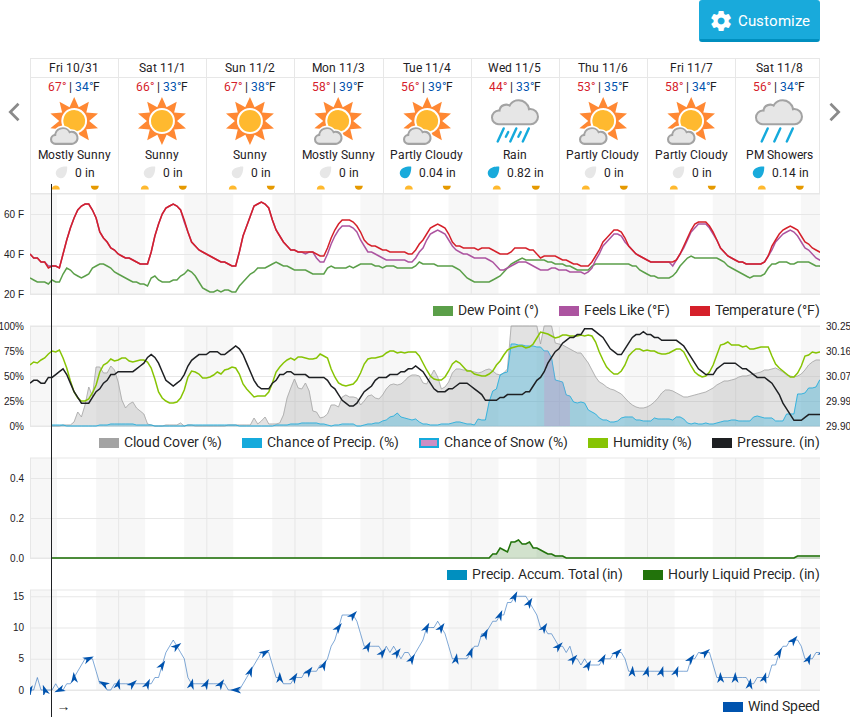 Customize
Fri 10/31 Sat 11/1 Sun 11/2 Mon 11/3 Tue 11/4 Wed 11/5 Thu 11/6 Fri 11/7 Sat 11/8
67° | 34°F 66° | 33°F 67° | 38°F 58° | 39°F 56° | 39°F 44° | 33°F 53° | 35°F 58° | 34°F 56° | 34°F
Mostly Sunny Sunny Sunny Mostly Sunny Partly Cloudy Rain Partly Cloudy Partly Cloudy PM Showers
0 in 0 in 0 in 0 in 0.04 in 0.82 in 0 in 0 in 0.14 in
60 F
40 F
20 F
Dew Point (°) Feels Like (°F) Temperature (°F)
100% 30.25
75% 30.16
50% 30.07
25% 29.99
0% 29.90
Cloud Cover (%) Chance of Precip. (%) Chance of Snow (%) Humidity (%) Pressure. (in)
0.4
0.2
0.0
Precip. Accum. Total (in) Hourly Liquid Precip. (in)
15
10
5
0
→ Wind Speed